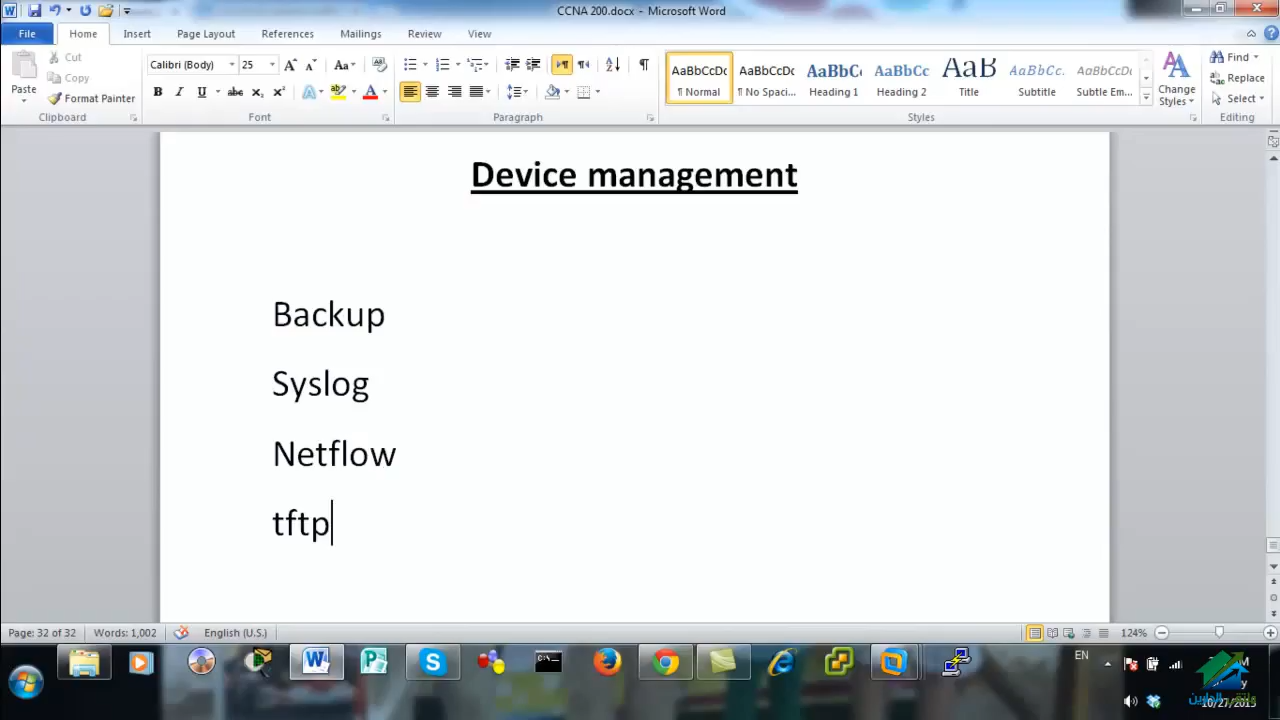 CCNA 200.docx - Microsoft Word
File Home Insert Page Layout References Mailings Review View
Paste
Cut
Copy
Format Painter
Clipboard
Calibri (Body) 25
Font
Paragraph
AaBbCcDc AaBbCcDc AaBbC AaBbCc AaB AaBbCc. AaBbCcDc
¶ Normal ¶ No Spaci... Heading 1 Heading 2 Title Subtitle Subtle Em...
Change Styles
Styles
Find
Replace
Select
Editing
Device management
Backup
Syslog
Netflow
tftp
Page: 32 of 32 Words: 1,002 English (U.S.) 124%
EN
10/27/2015
ملتقى الدارين